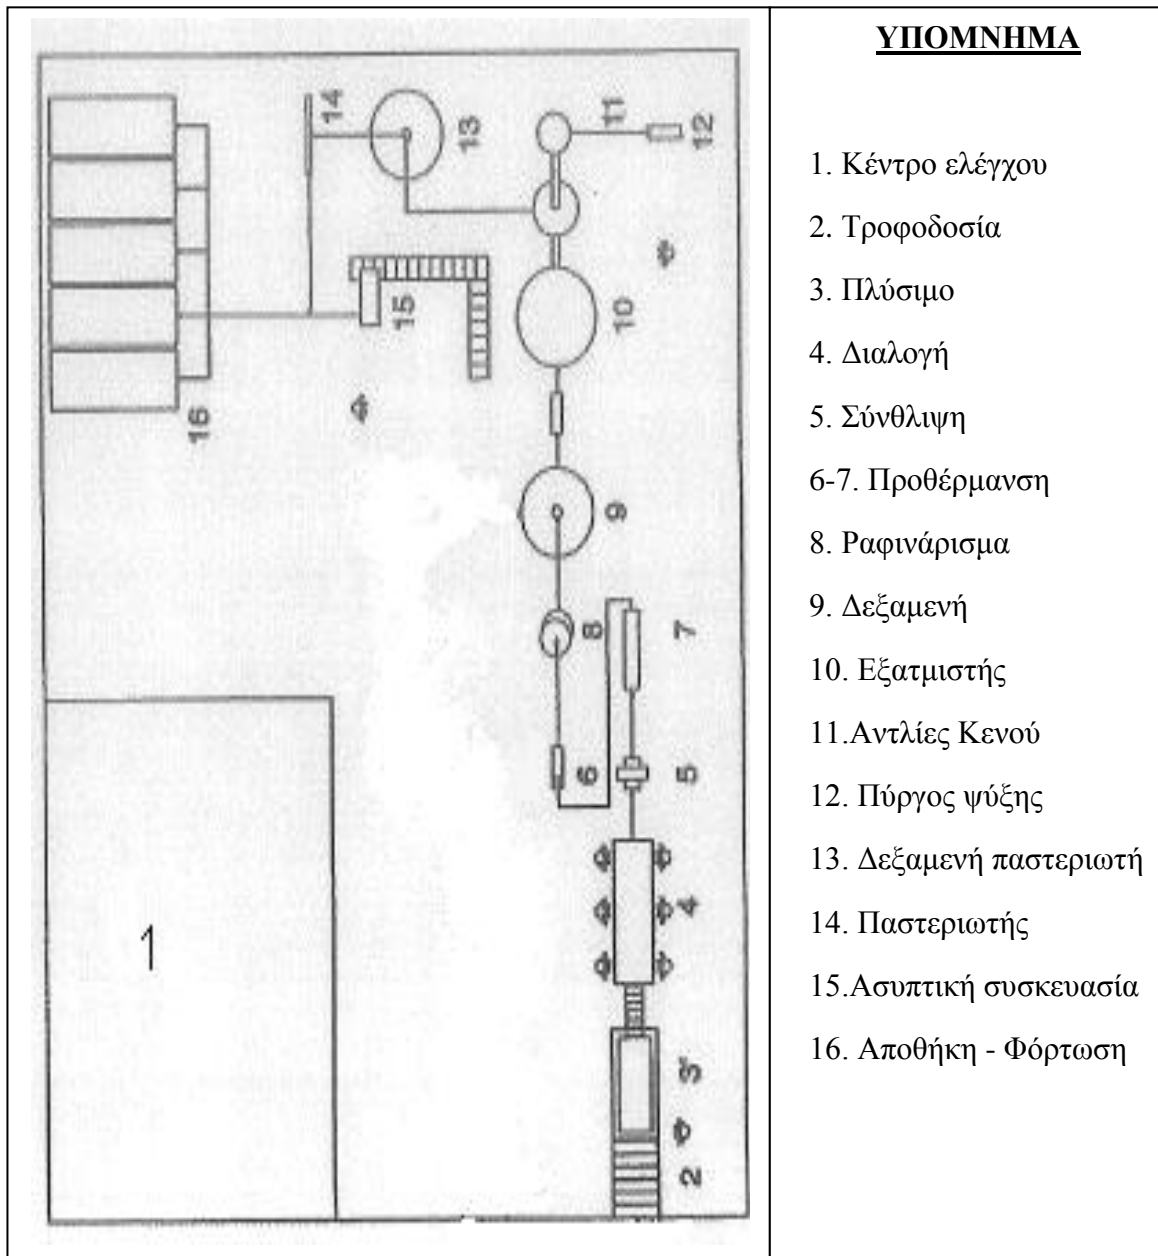 ΥΠΟΜΝΗΜΑ
1. Κέντρο ελέγχου
2. Τροφοδοσία
3. Πλύσιμο
4. Διαλογή
5. Σύνθλιψη
6-7. Προθέρμανση
8. Ραφινάρισμα
9. Δεξαμενή
10. Εξατμιστής
11.Αντλίες Κενού
12. Πύργος ψύξης
13. Δεξαμενή παστεριωτή
14. Παστεριωτής
15.Ασυπτική συσκευασία
16. Αποθήκη - Φόρτωση
14
13
11
12
15
10
16
9
8
7
6
5
4
1
3
2